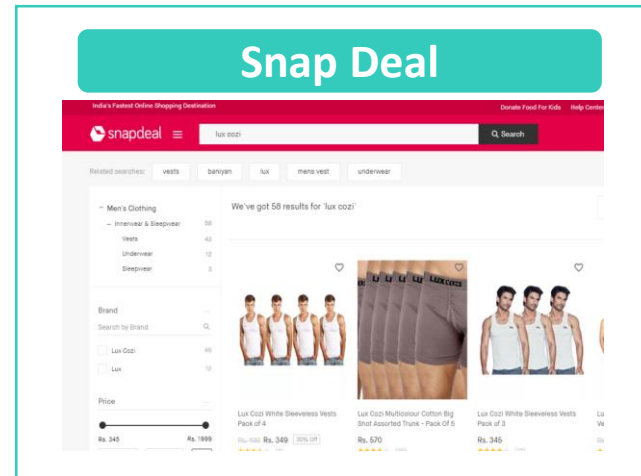 Snap Deal
India's Fastest Online Shopping Destination
Donate Food For Kids Help Center
snapdeal
lux cozi
Search
Related searches: vests baniyan lux mens vest underwear
Men's Clothing
We've got 58 results for 'lux cozi'
Innerwear & Sleepwear 58
Vests 43
Underwear 12
Sleepwear 3
Brand
Search by Brand
Lux Cozi 46
Lux 12
Price
Rs. 345 Rs. 1999
LUX COZI
Lux Cozi White Sleeveless Vests
Pack of 4
Rs. 349 30% Off
Lux Cozi Multicolour Cotton Big
Shot Assorted Trunk - Pack Of 5
Rs. 570
Lux Cozi White Sleeveless Vests
Pack of 3
Rs. 345